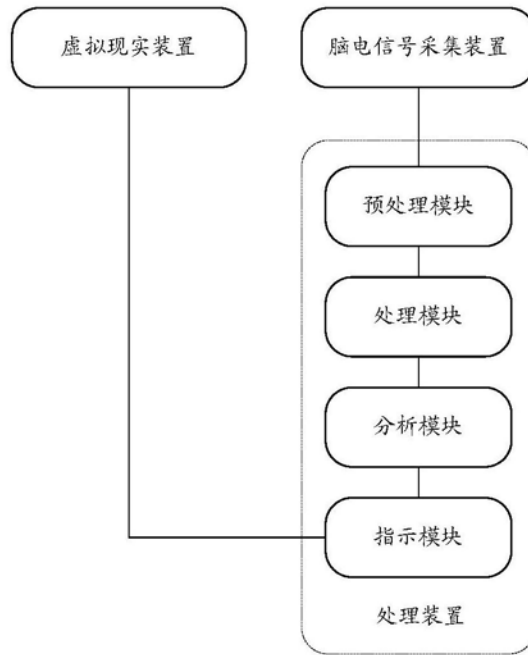 虚拟现实装置
脑电信号采集装置
预处理模块
处理模块
分析模块
指示模块
处理装置